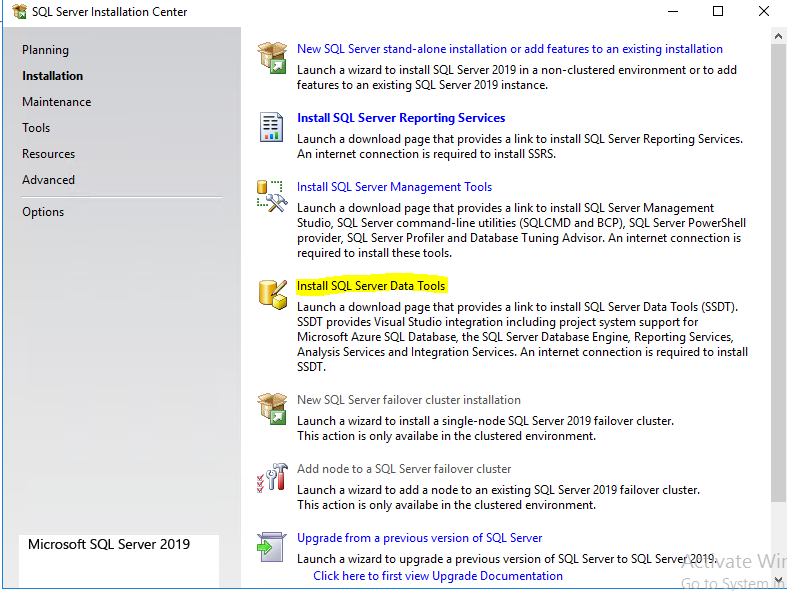 SQL Server Installation Center
Planning
Installation
Maintenance
Tools
Resources
Advanced
Options
Microsoft SQL Server 2019
New SQL Server stand-alone installation or add features to an existing installation
Launch a wizard to install SQL Server 2019 in a non-clustered environment or to add
features to an existing SQL Server 2019 instance.
Install SQL Server Reporting Services
Launch a download page that provides a link to install SQL Server Reporting Services.
An internet connection is required to install SSRS.
Install SQL Server Management Tools
Launch a download page that provides a link to install SQL Server Management
Studio, SQL Server command-line utilities (SQLCMD and BCP), SQL Server PowerShell
provider, SQL Server Profiler and Database Tuning Advisor. An internet connection is
required to install these tools.
Install SQL Server Data Tools
Launch a download page that provides a link to install SQL Server Data Tools (SSDT).
SSDT provides Visual Studio integration including project system support for
Microsoft Azure SQL Database, the SQL Server Database Engine, Reporting Services,
Analysis Services and Integration Services. An internet connection is required to install
SSDT.
New SQL Server failover cluster installation
Launch a wizard to install a single-node SQL Server 2019 failover cluster.
This action is only availabe in the clustered environment.
Add node to a SQL Server failover cluster
Launch a wizard to add a node to an existing SQL Server 2019 failover cluster.
This action is only availabe in the clustered environment.
Upgrade from a previous version of SQL Server
Launch a wizard to upgrade a previous version of SQL Server to SQL Server 2019.
Click here to first view Upgrade Documentation
Activate Win
Go to System in